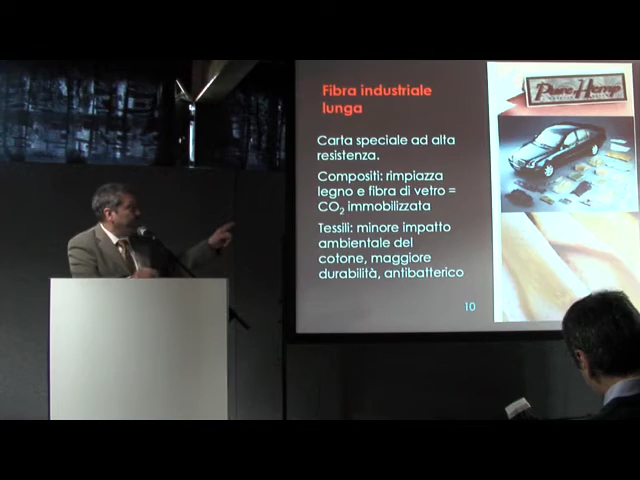 Fibra industriale
lunga
Carta speciale ad alta
resistenza.
Compositi: rimpiazza
legno e fibra di vetro =
CO2 immobilizzata
Tessili: minore impatto
ambientale del
cotone, maggiore
durabilità, antibatterico
10
Pure Hemp